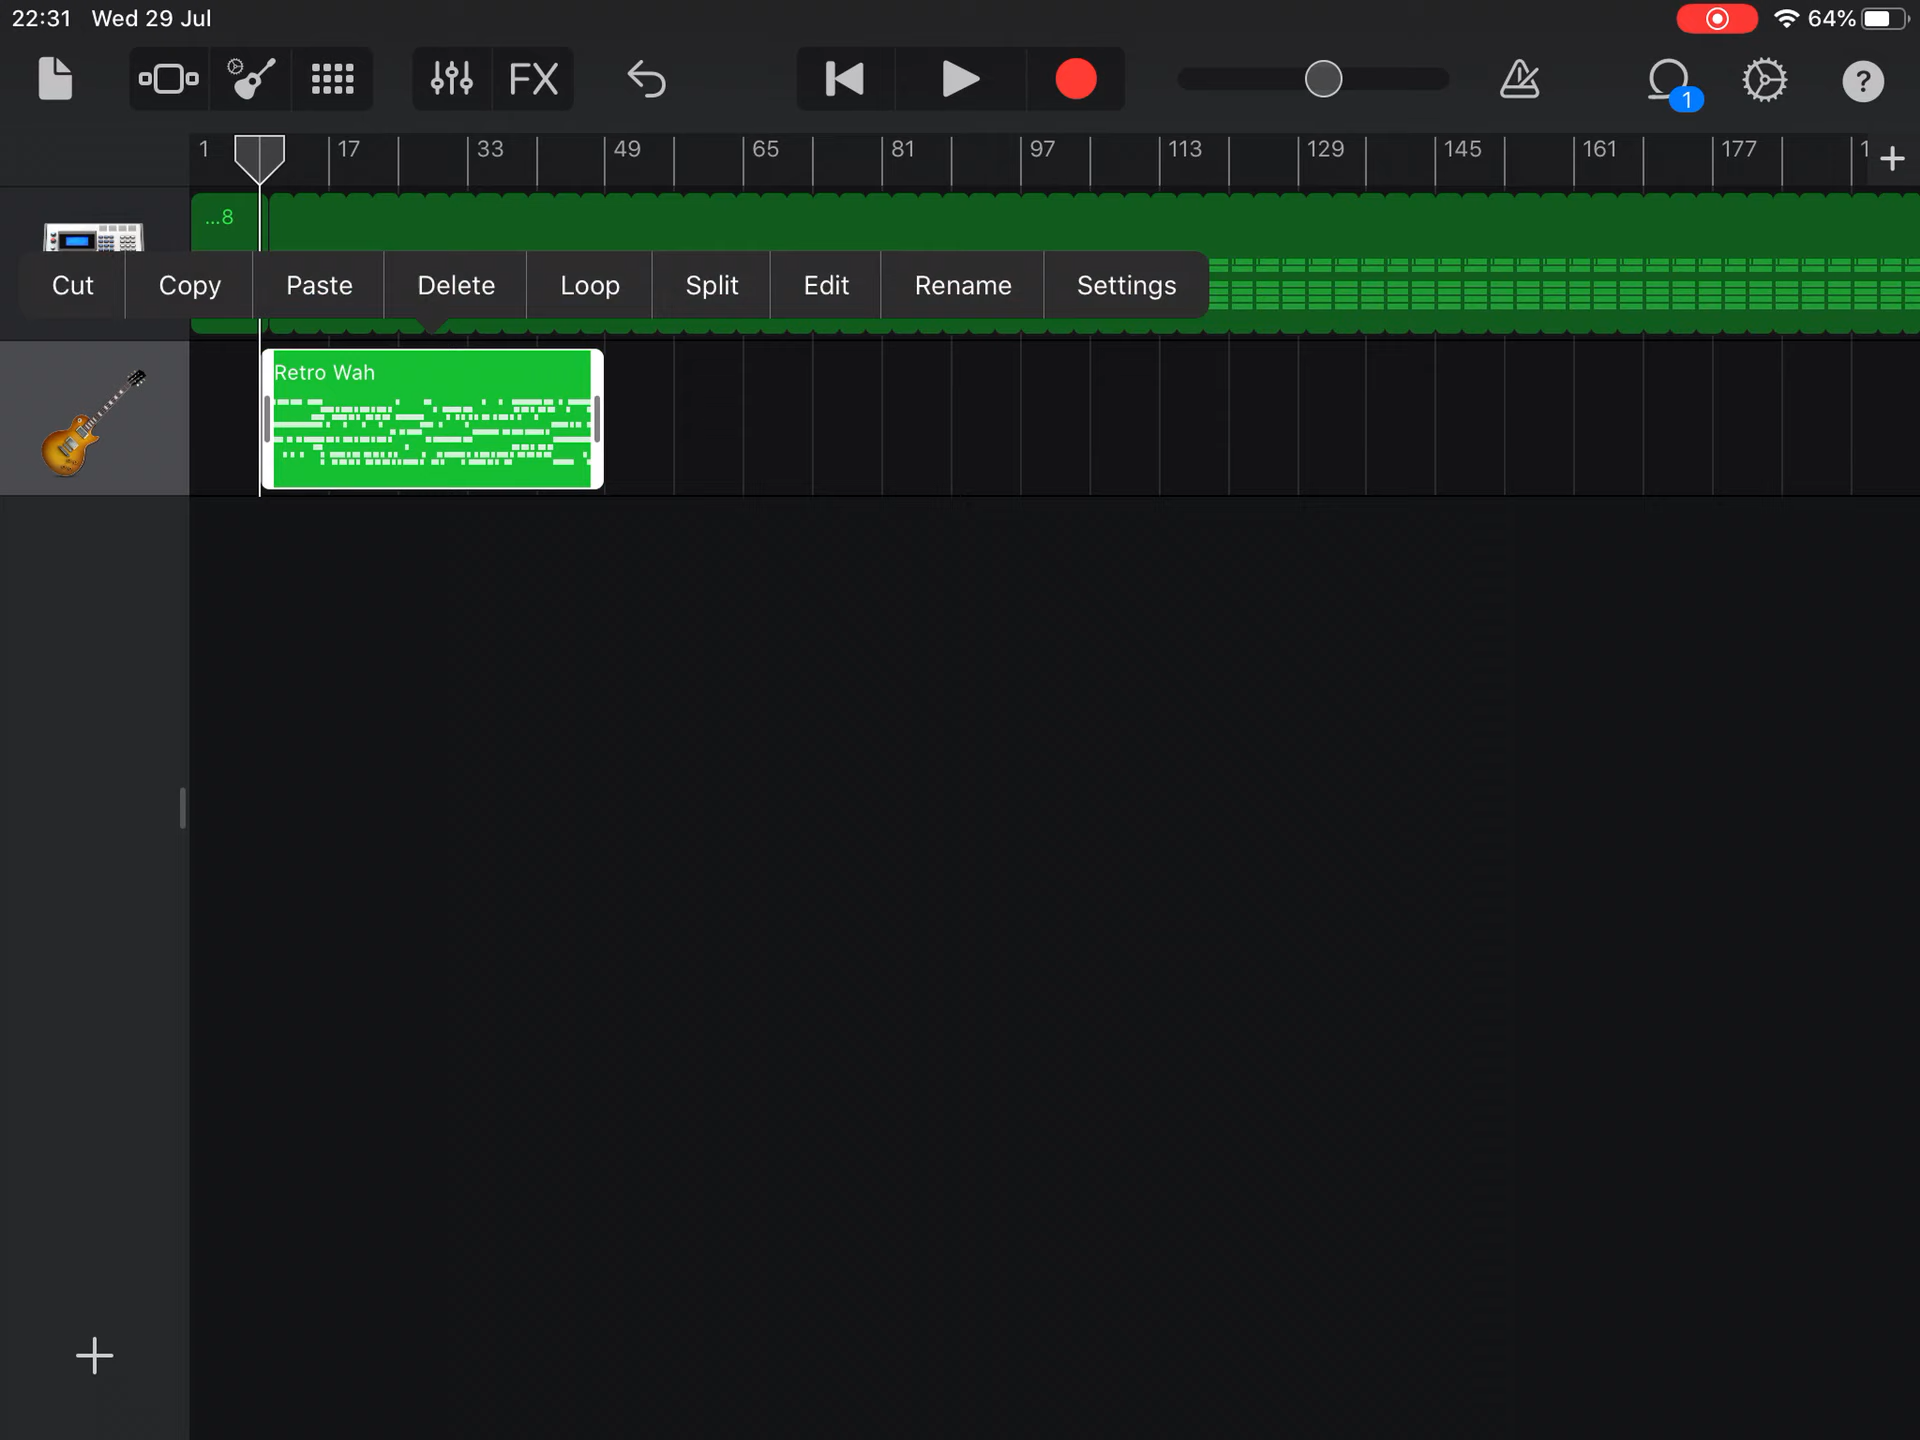 22:31 Wed 29 Jul 64%
FX 1 ?
1 17 33 49 65 81 97 113 129 145 161 177 1
...8
Cut Copy Paste Delete Loop Split Edit Rename Settings
Retro Wah